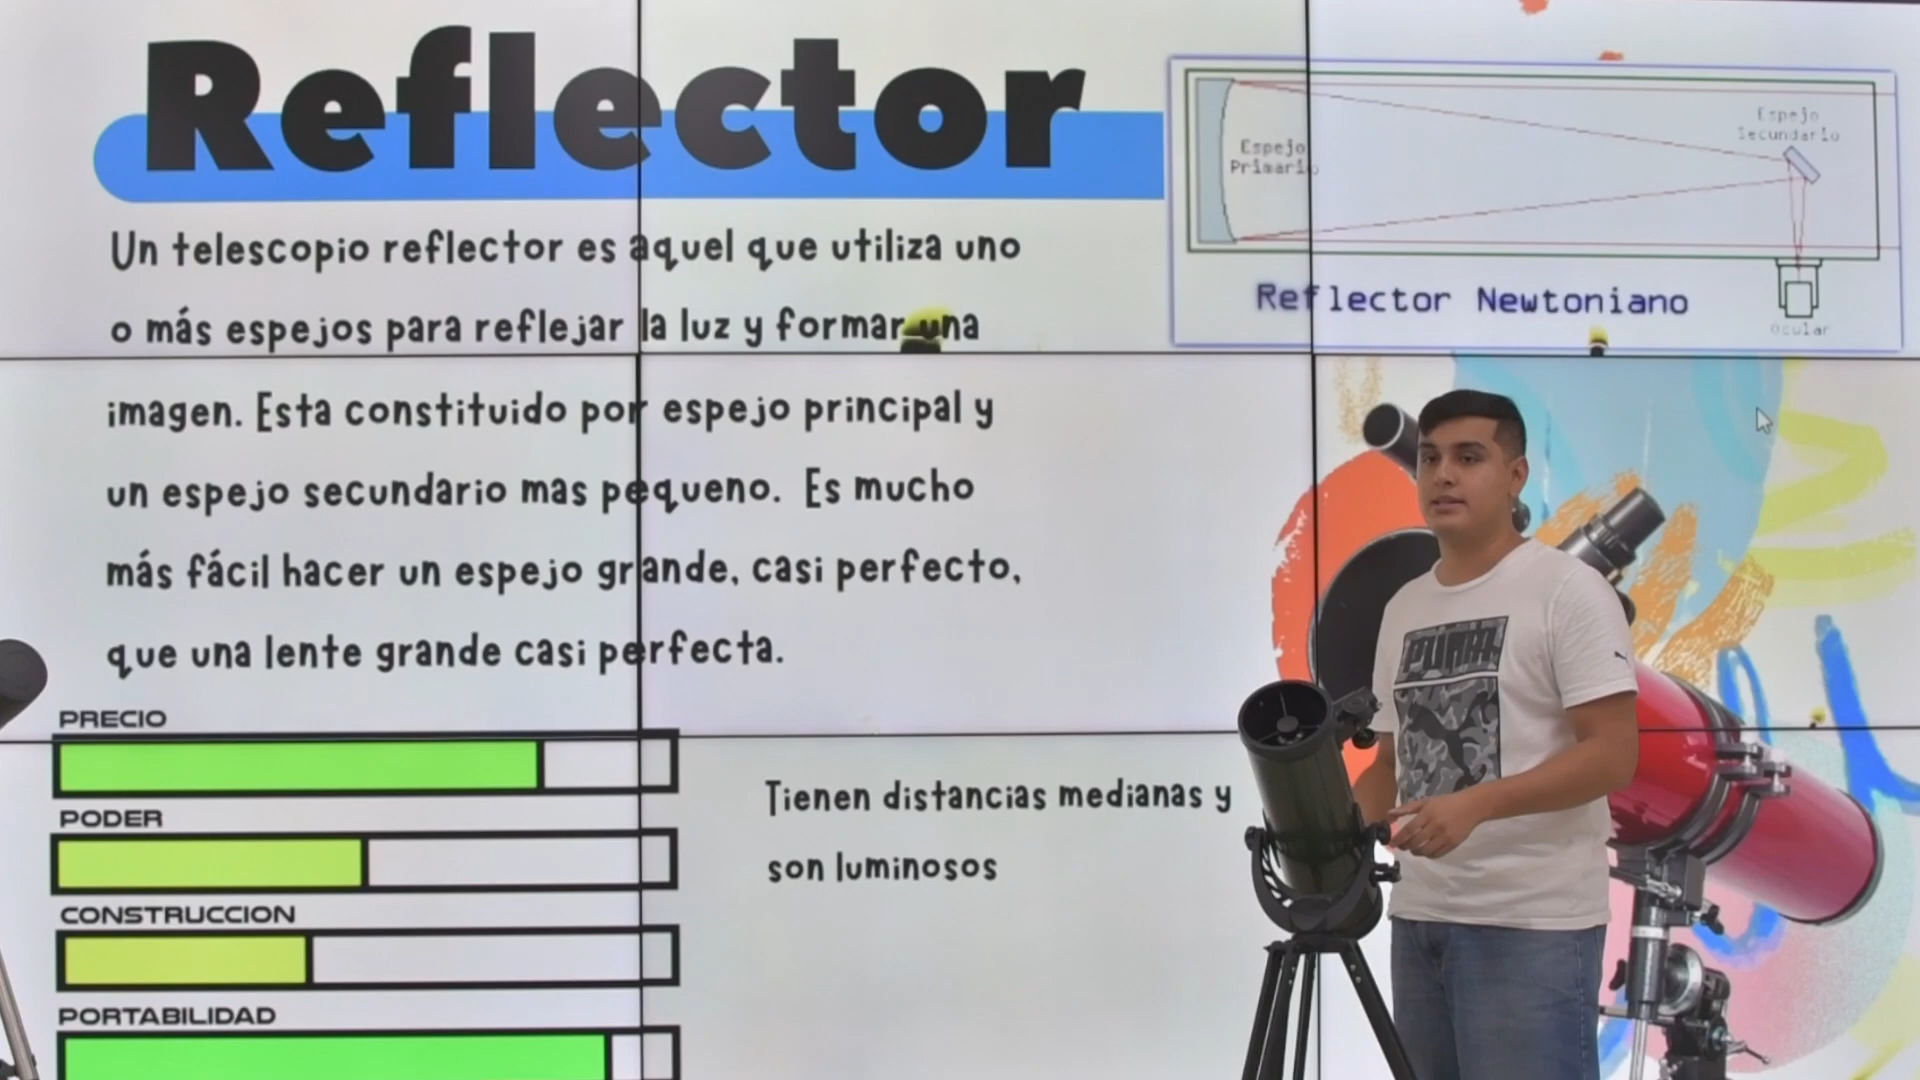 Reflector
Un telescopio reflector es aquel que utiliza uno
o más espejos para reflejar la luz y formar una
imagen. Esta constituido por espejo principal y
un espejo secundario mas pequeno. Es mucho
más fácil hacer un espejo grande, casi perfecto,
que una lente grande casi perfecta.
Espejo
Primario
Espejo
Secundario
Reflector Newtoniano
Ocular
PRECIO
PODER
CONSTRUCCION
PORTABILIDAD
Tienen distancias medianas y
son luminosos
PUMA